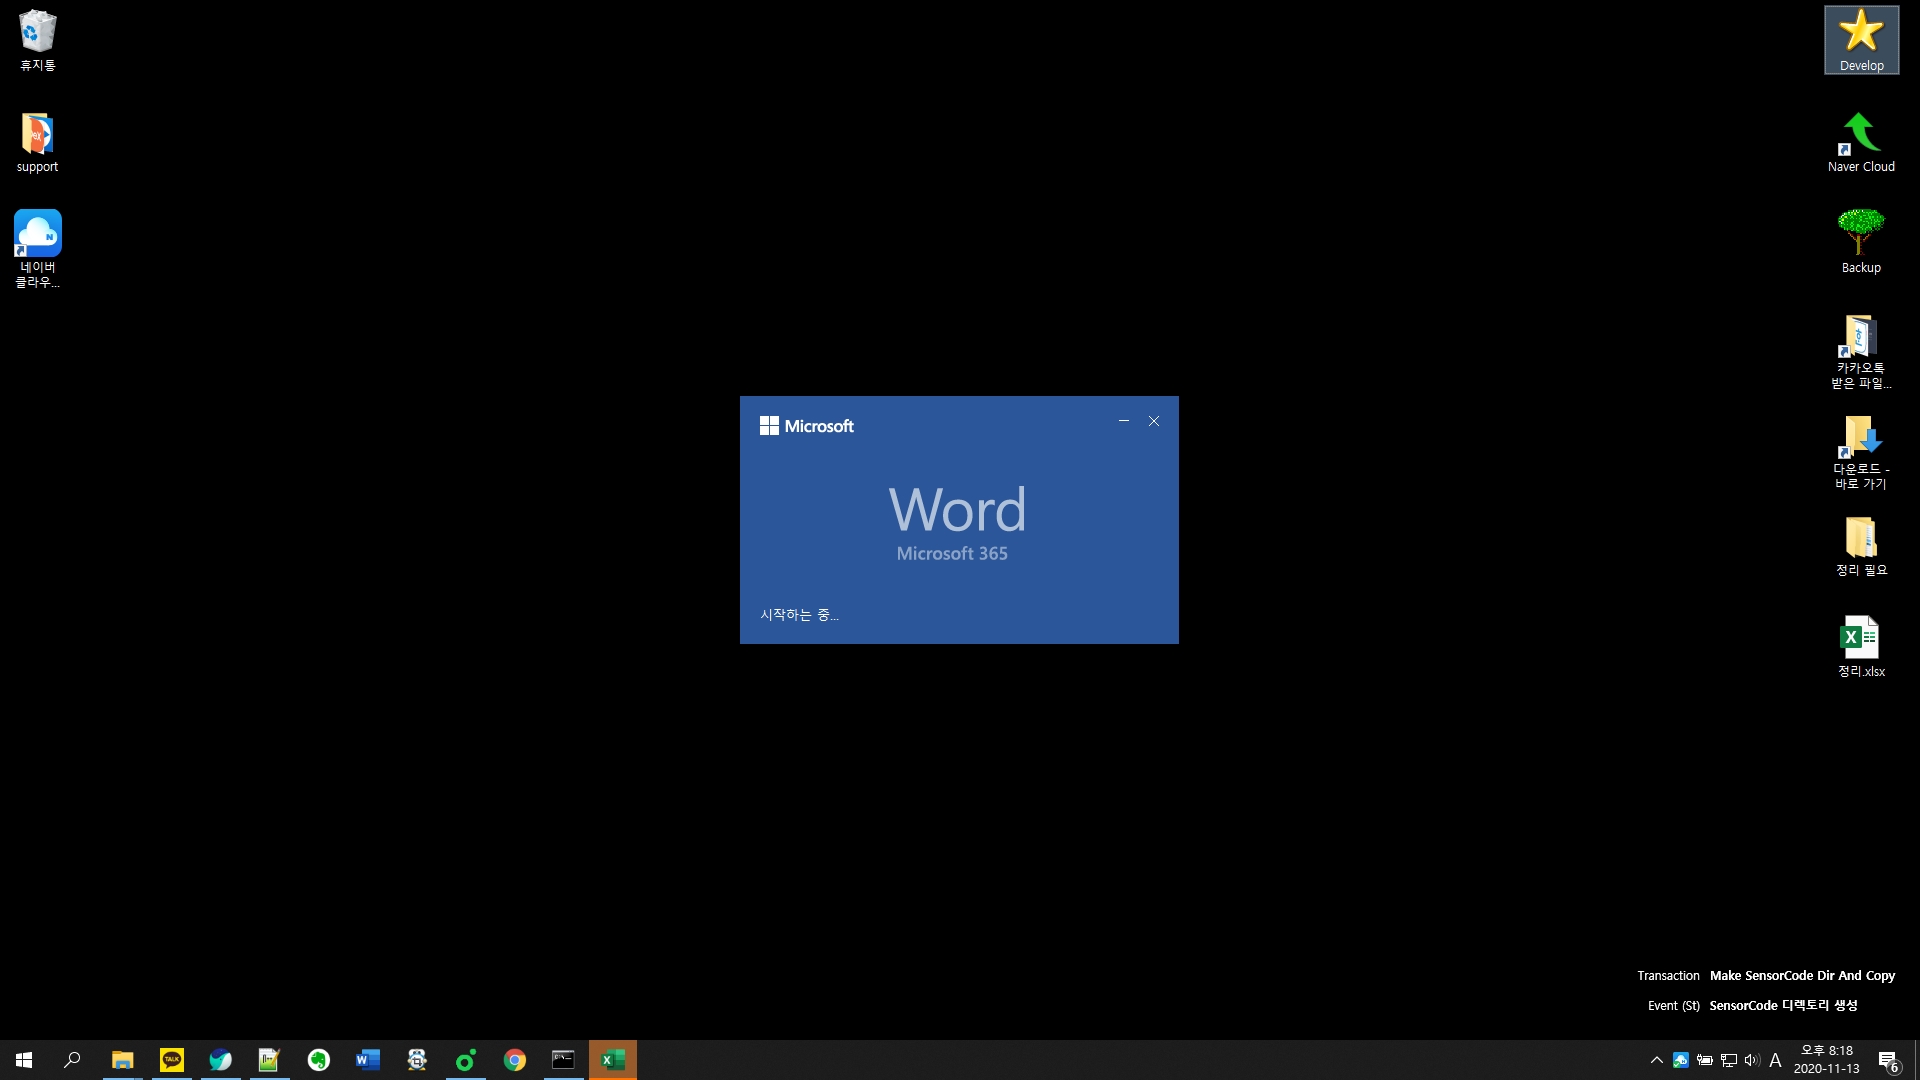 휴지통
support
네이버
클라우...
Develop
Naver Cloud
Backup
카카오톡
받은 파일...
다운로드 -
바로 가기
정리 필요
정리.xlsx
Microsoft
Word
Microsoft 365
시작하는 중...
Transaction Make SensorCode Dir And Copy
Event (St) SensorCode 디렉토리 생성
TALK
A
오후 8:18
2020-11-13
6